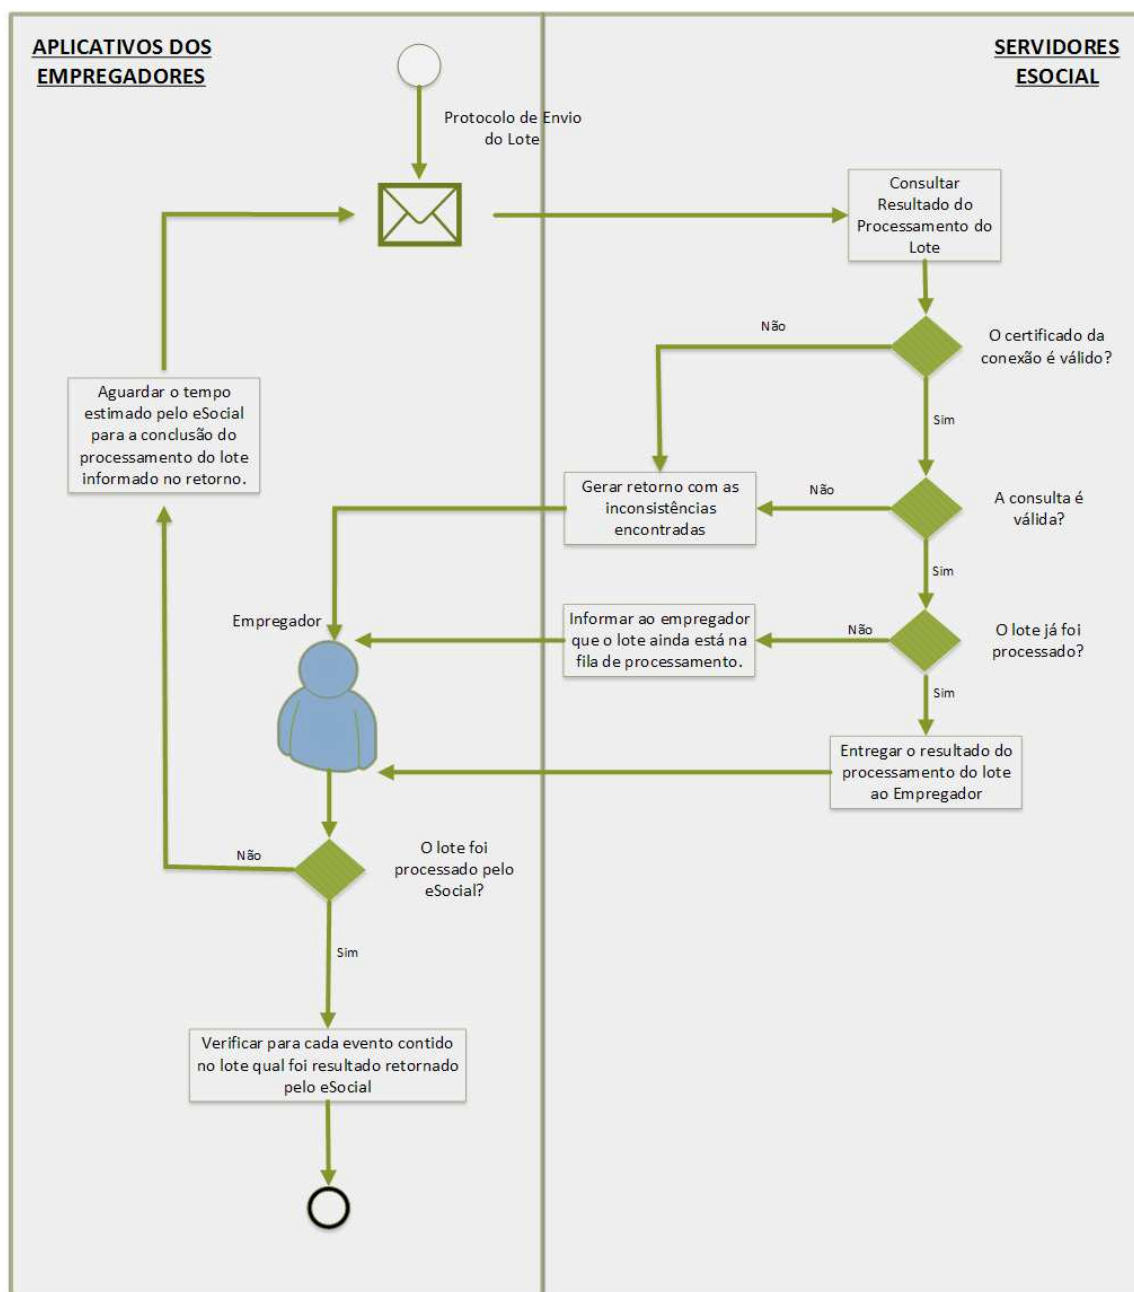 APLICATIVOS DOS
EMPREGADORES
SERVIDORES
ESOCIAL
Protocolo de Envio
do Lote
Consultar
Resultado do
Processamento do
Lote
Não
O certificado da
conexão é válido?
Sim
Aguardar o tempo
estimado pelo eSocial
para a conclusão do
processamento do lote
informado no retorno.
Gerar retorno com as
inconsistências
encontradas
Não
A consulta é
válida?
Sim
Empregador
Informar ao empregador
que o lote ainda está na
fila de processamento.
Não
O lote já foi
processado?
Sim
Entregar o resultado do
processamento do lote
ao Empregador
Não
O lote foi
processado pelo
eSocial?
Sim
Verificar para cada evento contido
no lote qual foi resultado retornado
pelo eSocial